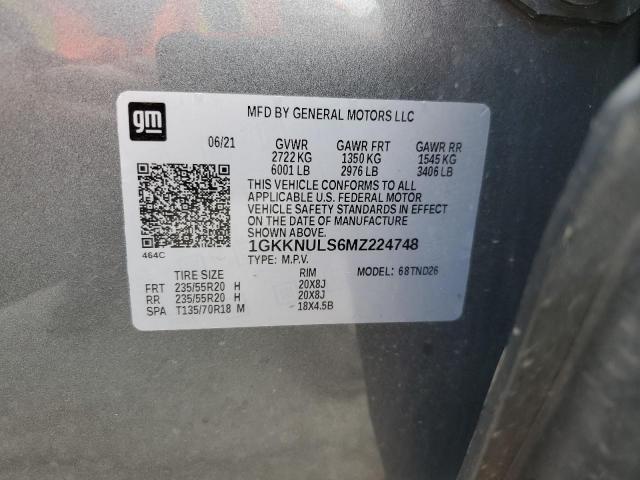 gm
MFD BY GENERAL MOTORS LLC
06/21 GVWR GAWR FRT GAWR RR
2722 KG 1350 KG 1545 KG
6001 LB 2976 LB 3406 LB
THIS VEHICLE CONFORMS TO ALL
APPLICABLE U.S. FEDERAL MOTOR
VEHICLE SAFETY STANDARDS IN EFFECT
ON THE DATE OF MANUFACTURE
SHOWN ABOVE.
1GKKNULS6MZ224748
464C
TYPE: M.P.V. MODEL: 68TND26
TIRE SIZE RIM
FRT 235/55R20 H 20X8J
RR 235/55R20 H 20X8J
SPA T135/70R18 M 18X4.5B